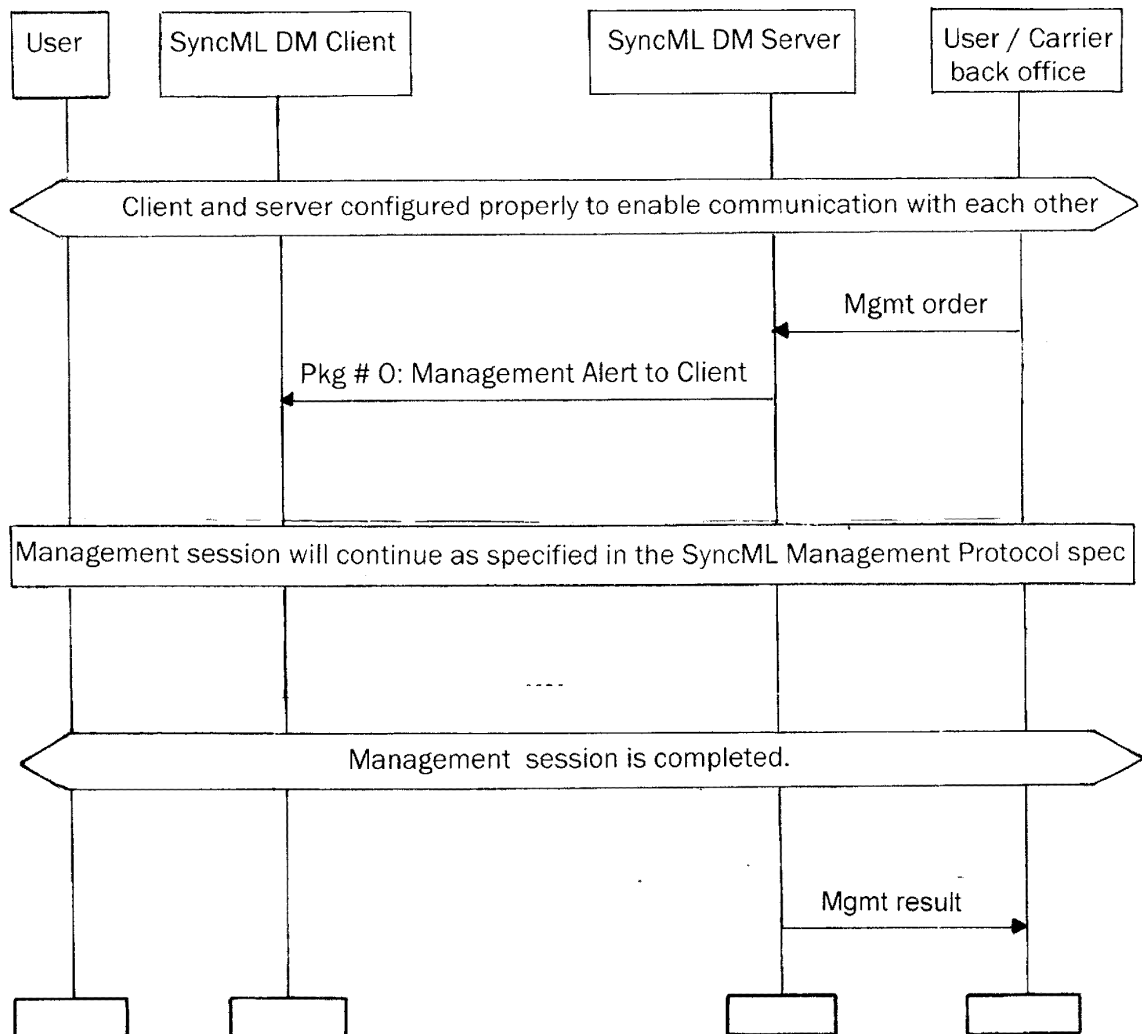 User
SyncML DM Client
SyncML DM Server
User / Carrier
back office
Client and server configured properly to enable communication with each other
Mgmt order
Pkg # 0: Management Alert to Client
Management session will continue as specified in the SyncML Management Protocol spec
----
Management session is completed.
Mgmt result